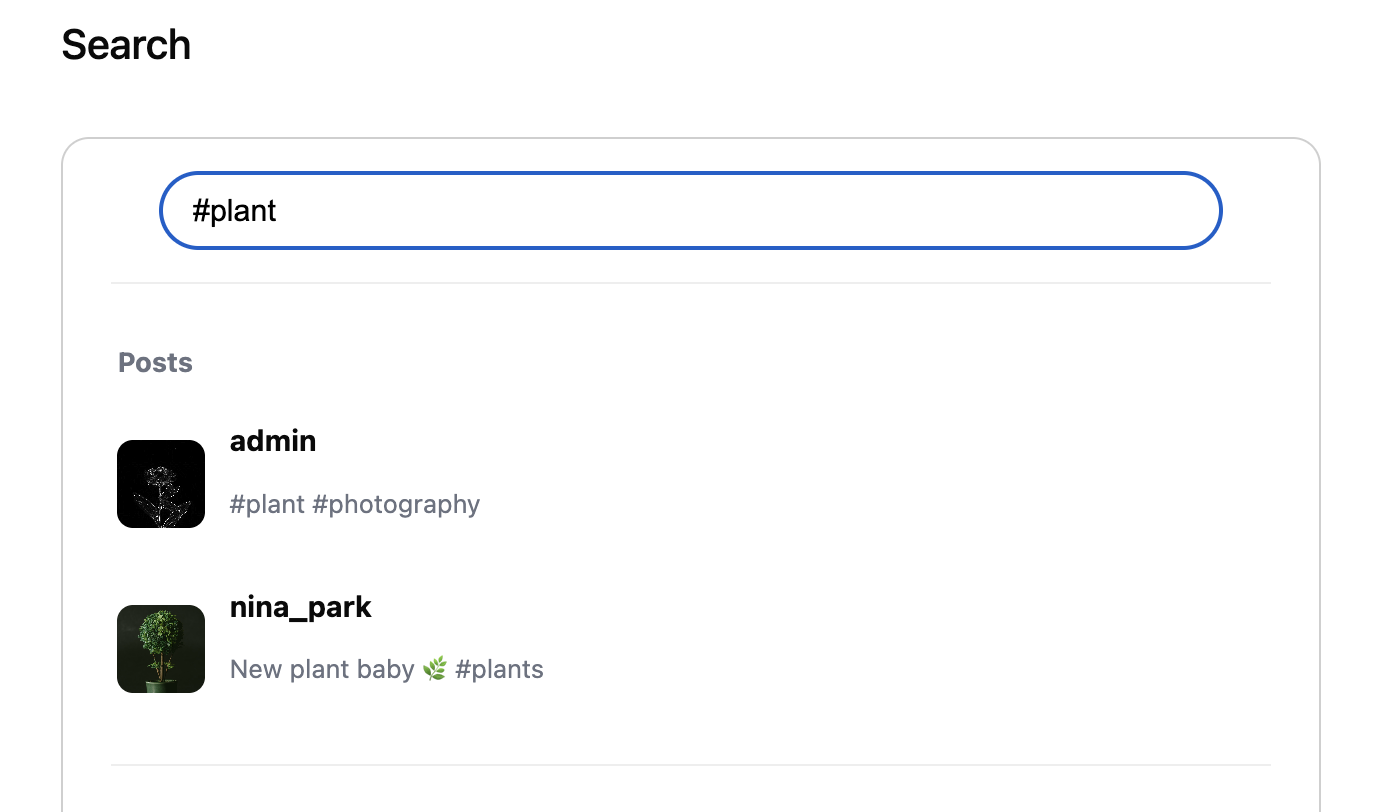 Search
#plant
Posts
admin
#plant #photography
nina_park
New plant baby 🌿 #plants